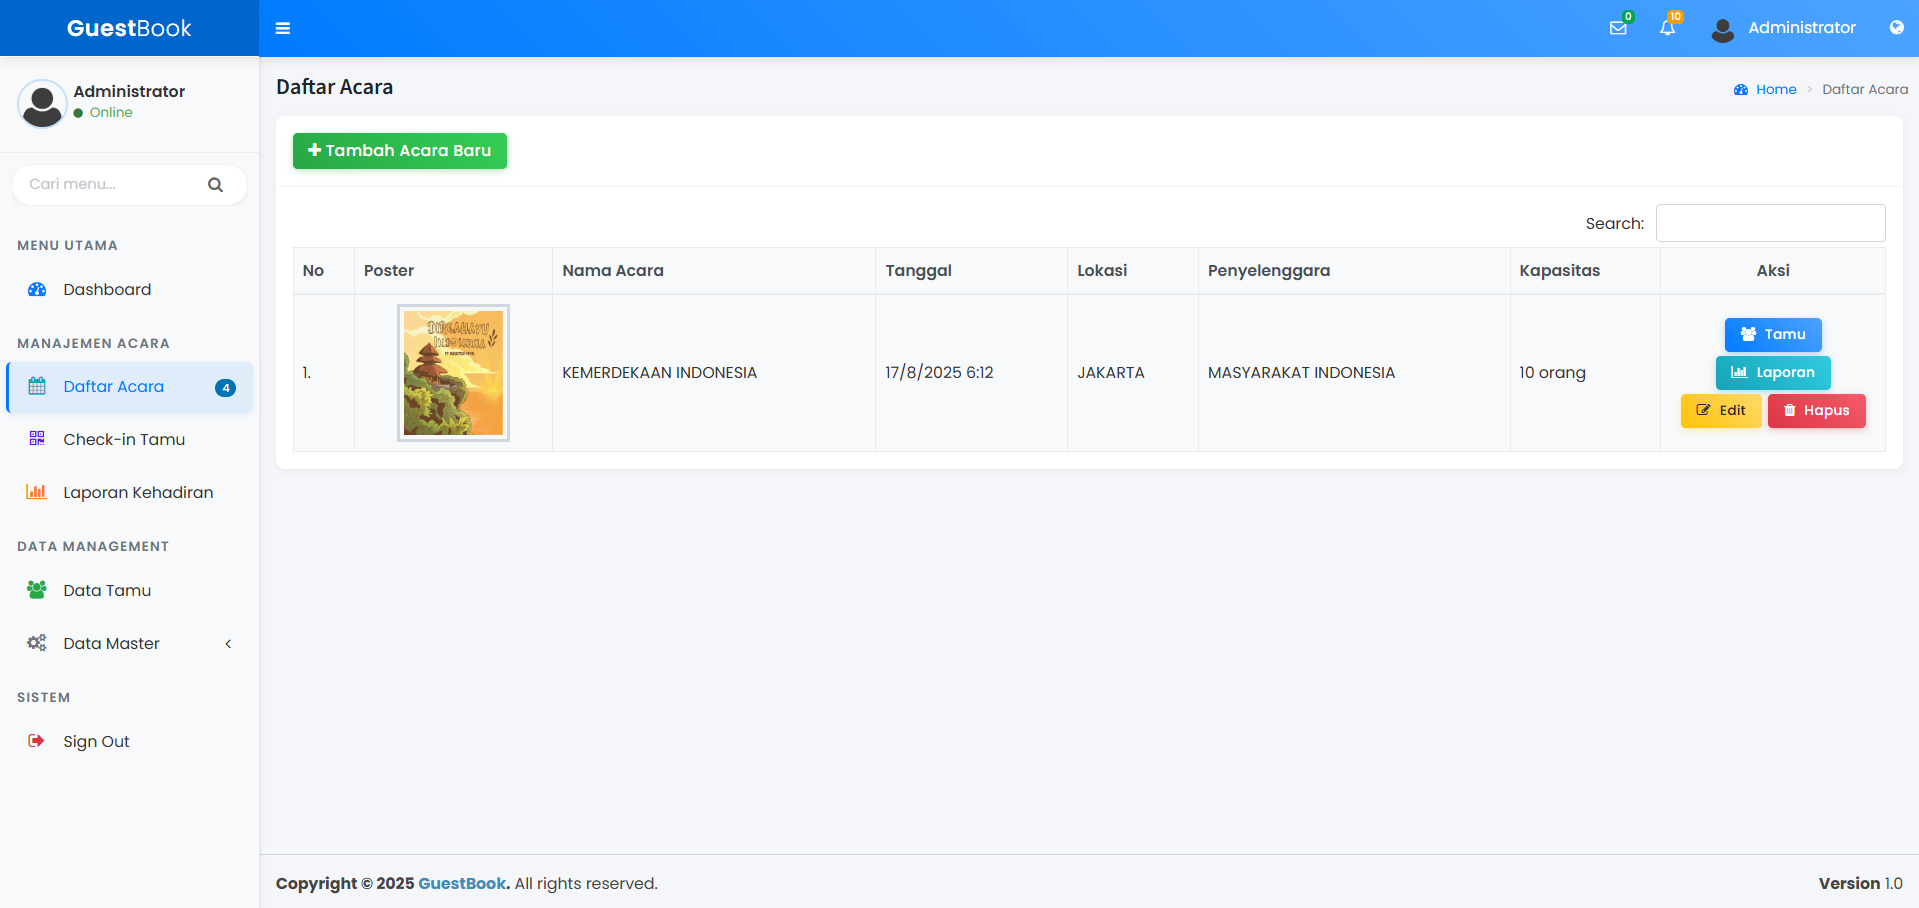 GuestBook
0
10
Administrator
Administrator
Online
Cari menu...
MENU UTAMA
Dashboard
MANAJEMEN ACARA
Daftar Acara
4
Check-in Tamu
Laporan Kehadiran
DATA MANAGEMENT
Data Tamu
Data Master
SISTEM
Sign Out
Daftar Acara
Home > Daftar Acara
Tambah Acara Baru
Search:
No Poster Nama Acara Tanggal Lokasi Penyelenggara Kapasitas Aksi
DIRGAHAYU
INDONESIA
1. KEMERDEKAAN INDONESIA 17/8/2025 6:12 JAKARTA MASYARAKAT INDONESIA 10 orang
Tamu
Laporan
Edit Hapus
Copyright © 2025 GuestBook. All rights reserved.
Version 1.0